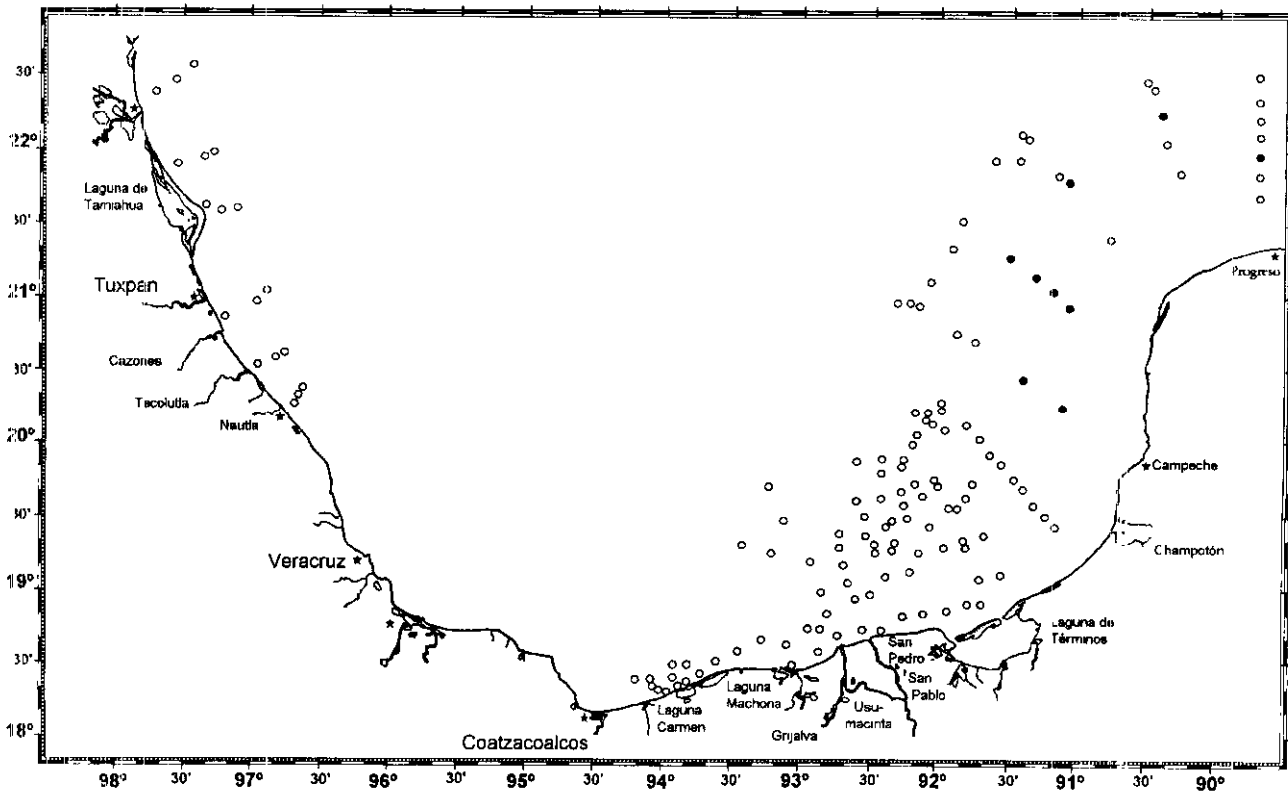 30'
22°
Laguna de
Tamiahua
30'
Progreso
Tuxpan
21°
Cazones
30'
Tecolutla
Nautla
20°
Campeche
30'
Champotón
Veracruz
19°
Laguna de
Términos
San
Pedro
30'
San
Pablo
Laguna
Machona
Usu-
macinta
Laguna
Carmen
18°
Grijalva
Coatzacoalcos
98° 30' 97° 30' 96° 30' 95° 30' 94° 30' 93° 30' 92° 30' 91° 30' 90°